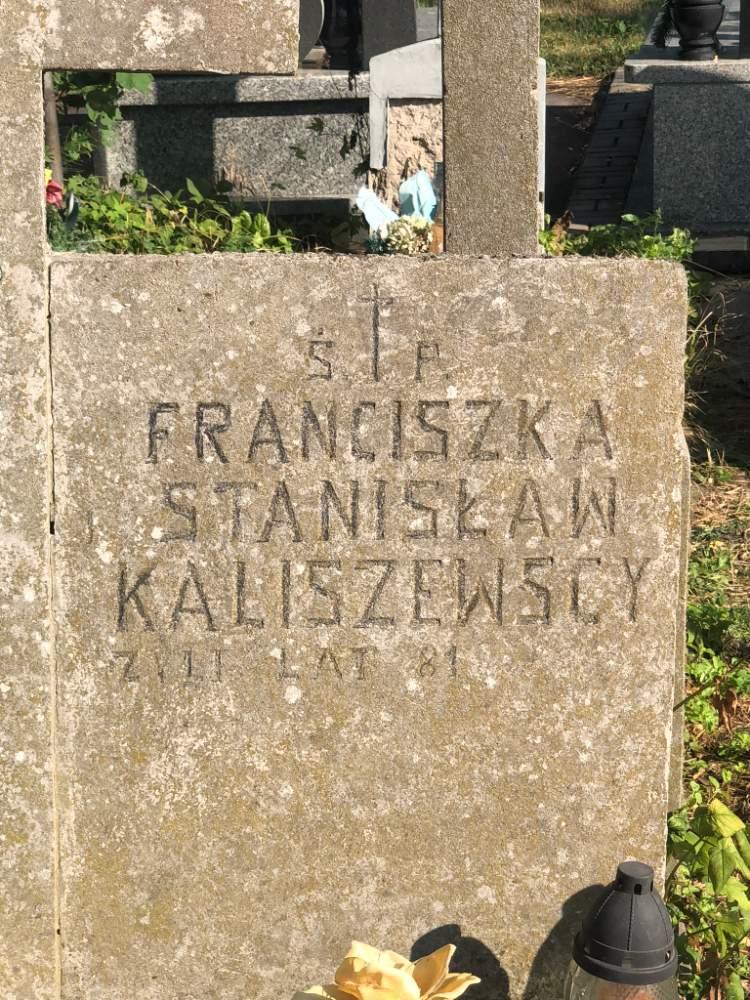 Ś. P.
FRANCISZKA
STANISŁAW
KALISZEWSCY
ŻYLI LAT 81